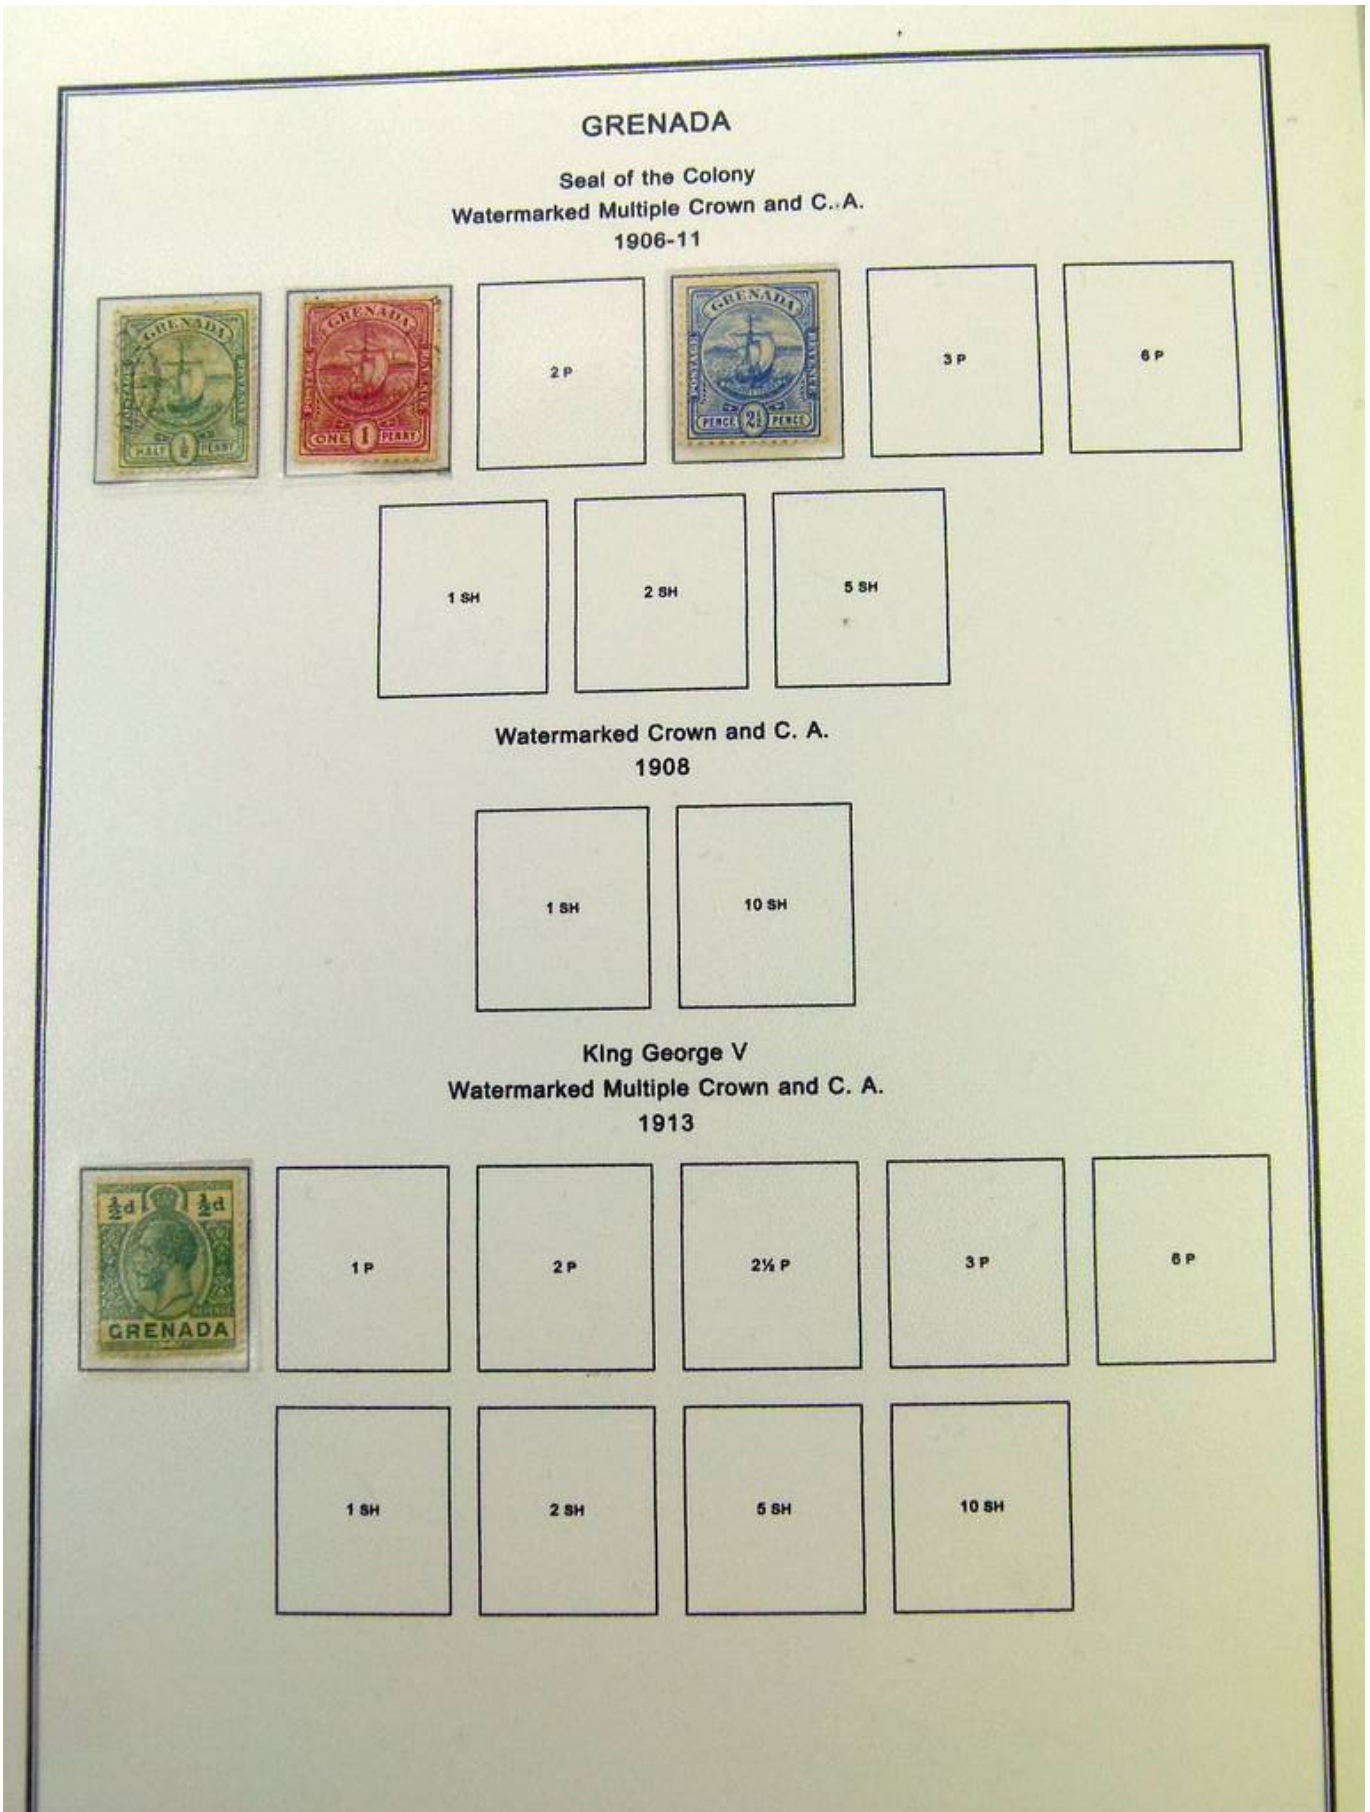 GRENADA
Seal of the Colony
Watermarked Multiple Crown and C. A.
1906-11
GRENADA
POSTAGE
REVENUE
HALF ½ PENNY
GRENADA
POSTAGE
REVENUE
ONE 1 PENNY
2 P
GRENADA
POSTAGE
REVENUE
PENCE 2½ PENCE
3 P
6 P
1 SH
2 SH
5 SH
Watermarked Crown and C. A.
1908
1 SH
10 SH
King George V
Watermarked Multiple Crown and C. A.
1913
½d ½d
REVENUE
GRENADA
1 P
2 P
2½ P
3 P
6 P
1 SH
2 SH
5 SH
10 SH